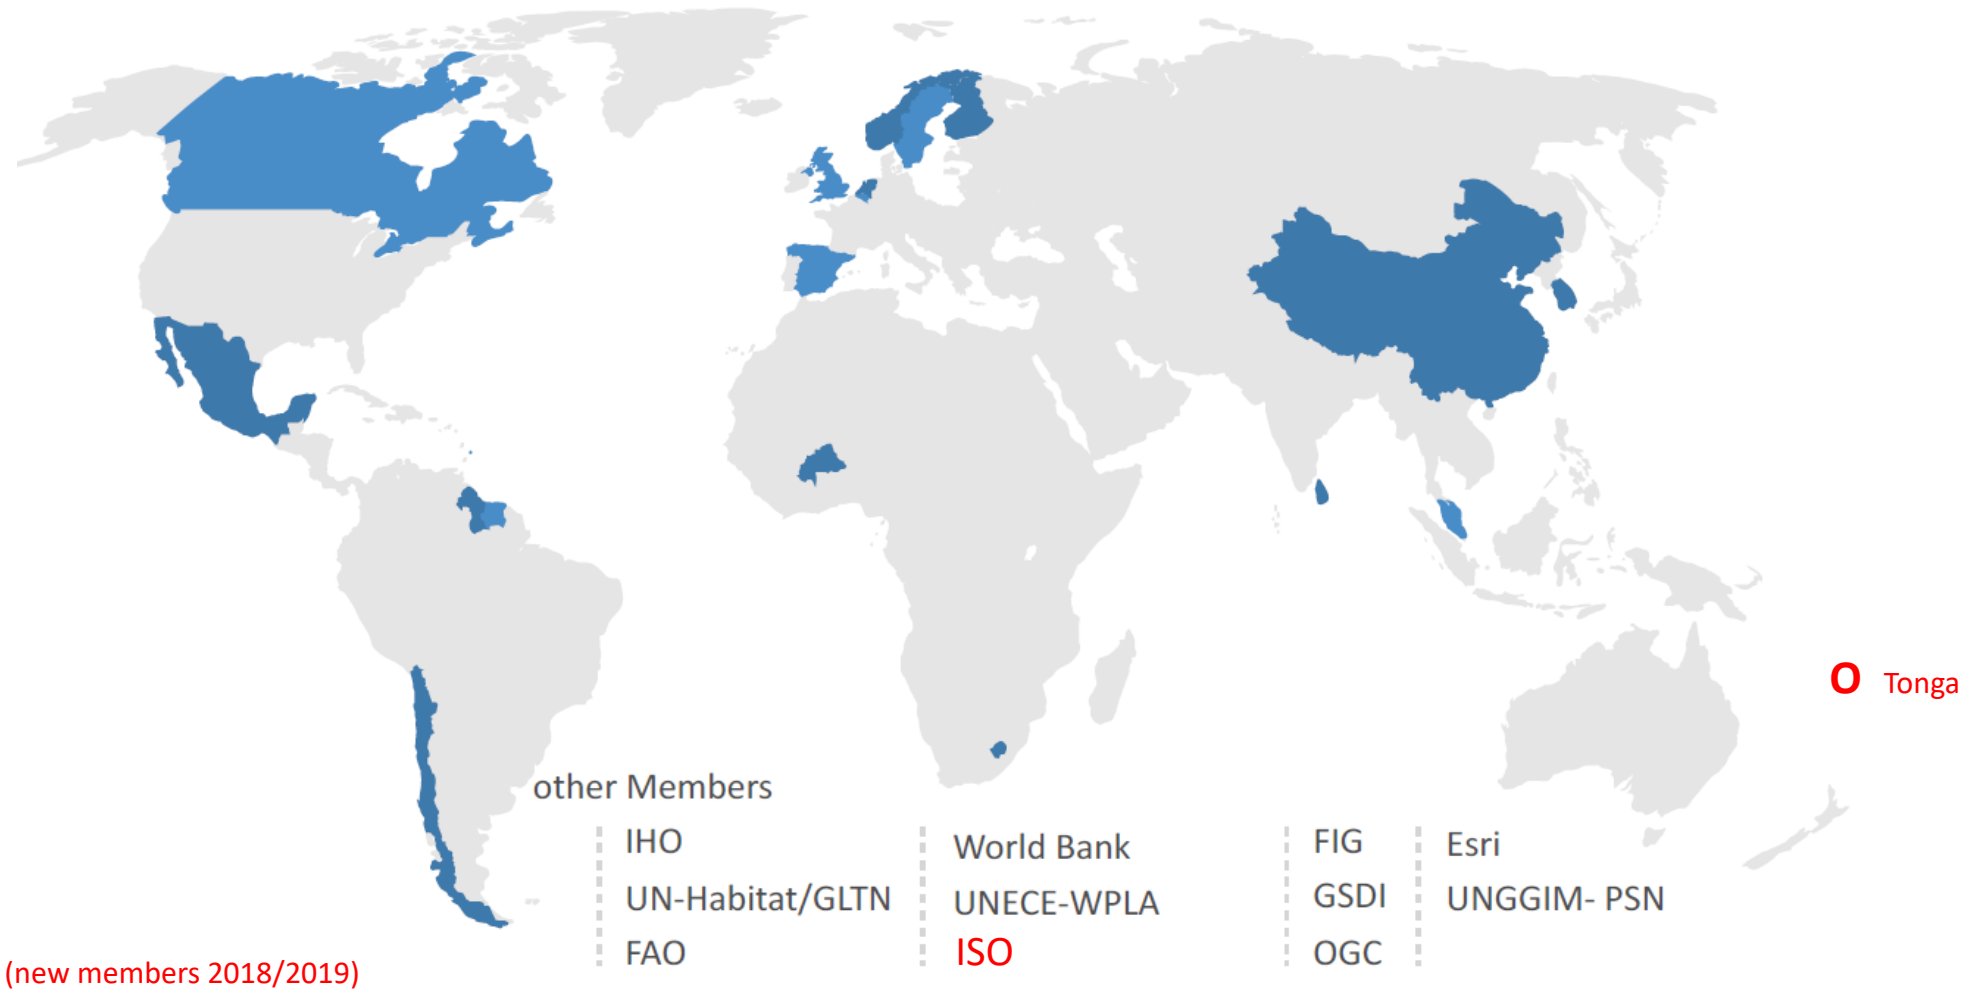 O Tonga
other Members
IHO
UN-Habitat/GLTN
FAO
World Bank
UNECE-WPLA
ISO
FIG
GSDI
OGC
Esri
UNGGIM- PSN
(new members 2018/2019)